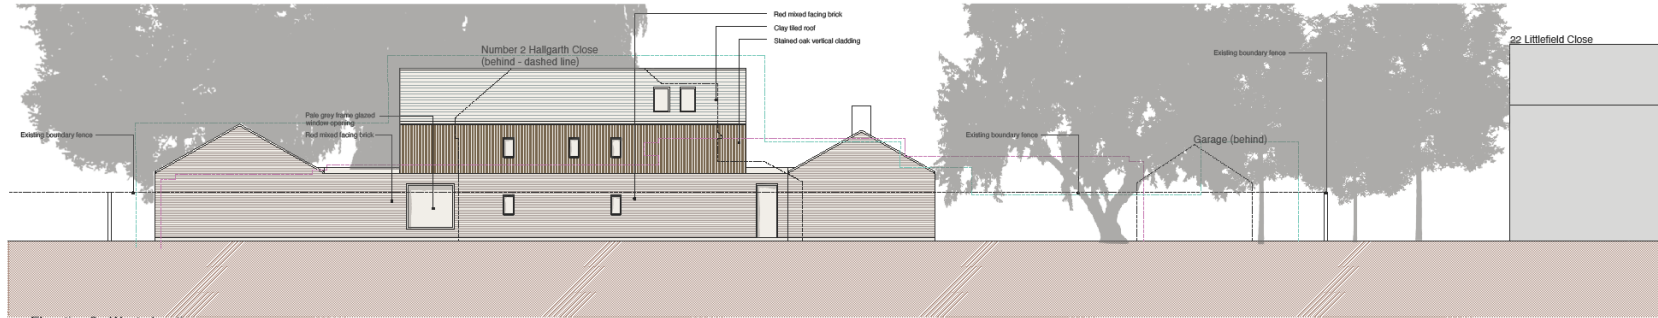 Red mixed facing brick
Clay tiled roof
Stained oak vertical cladding
22 Littlefield Close
Number 2 Hallgarth Close
(behind - dashed line)
Existing boundary fence
Pale grey frame glazed
window opening
Existing boundary fence
Red mixed facing brick
Existing boundary fence
Garage (behind)